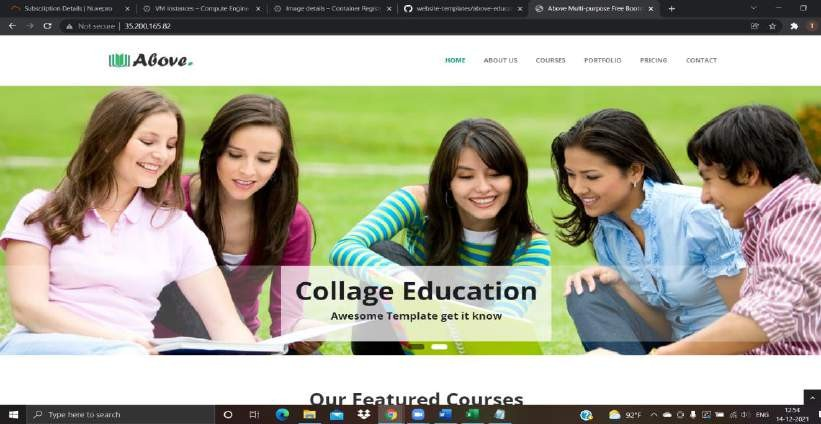 Subscription Details | Nuvepro
VM instances – Compute Engine
Image details – Container Regist
website-templates/above-educa
Above Multi-purpose Free Boots
Not secure | 35.200.165.82
Above.
HOME ABOUT US COURSES PORTFOLIO PRICING CONTACT
Collage Education
Awesome Template get it know
Our Featured Courses
Type here to search
92°F
ENG
12:54
14-12-2021